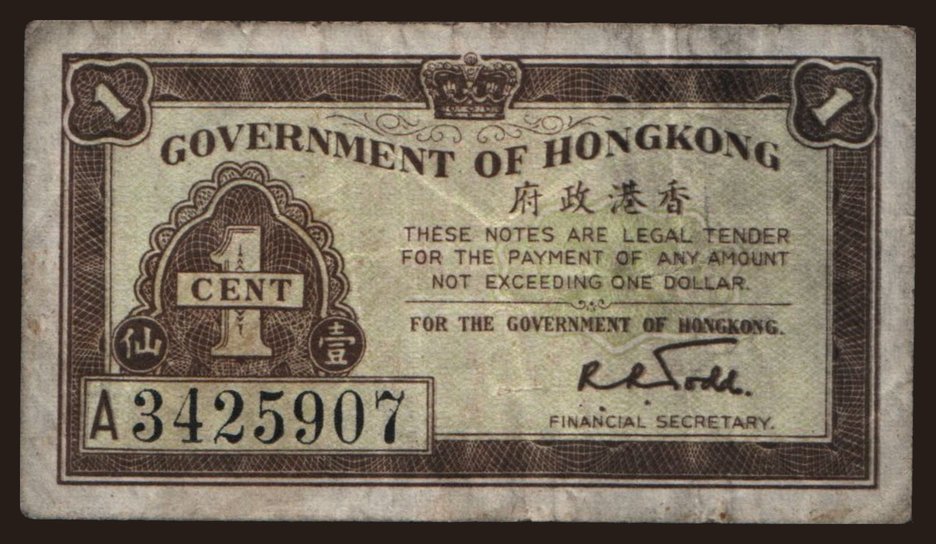 1 1
GOVERNMENT OF HONGKONG
府政港香
THESE NOTES ARE LEGAL TENDER
FOR THE PAYMENT OF ANY AMOUNT
NOT EXCEEDING ONE DOLLAR.
FOR THE GOVERNMENT OF HONGKONG.
R.R.Todd.
FINANCIAL SECRETARY.
1
CENT
仙 壹
A3425907